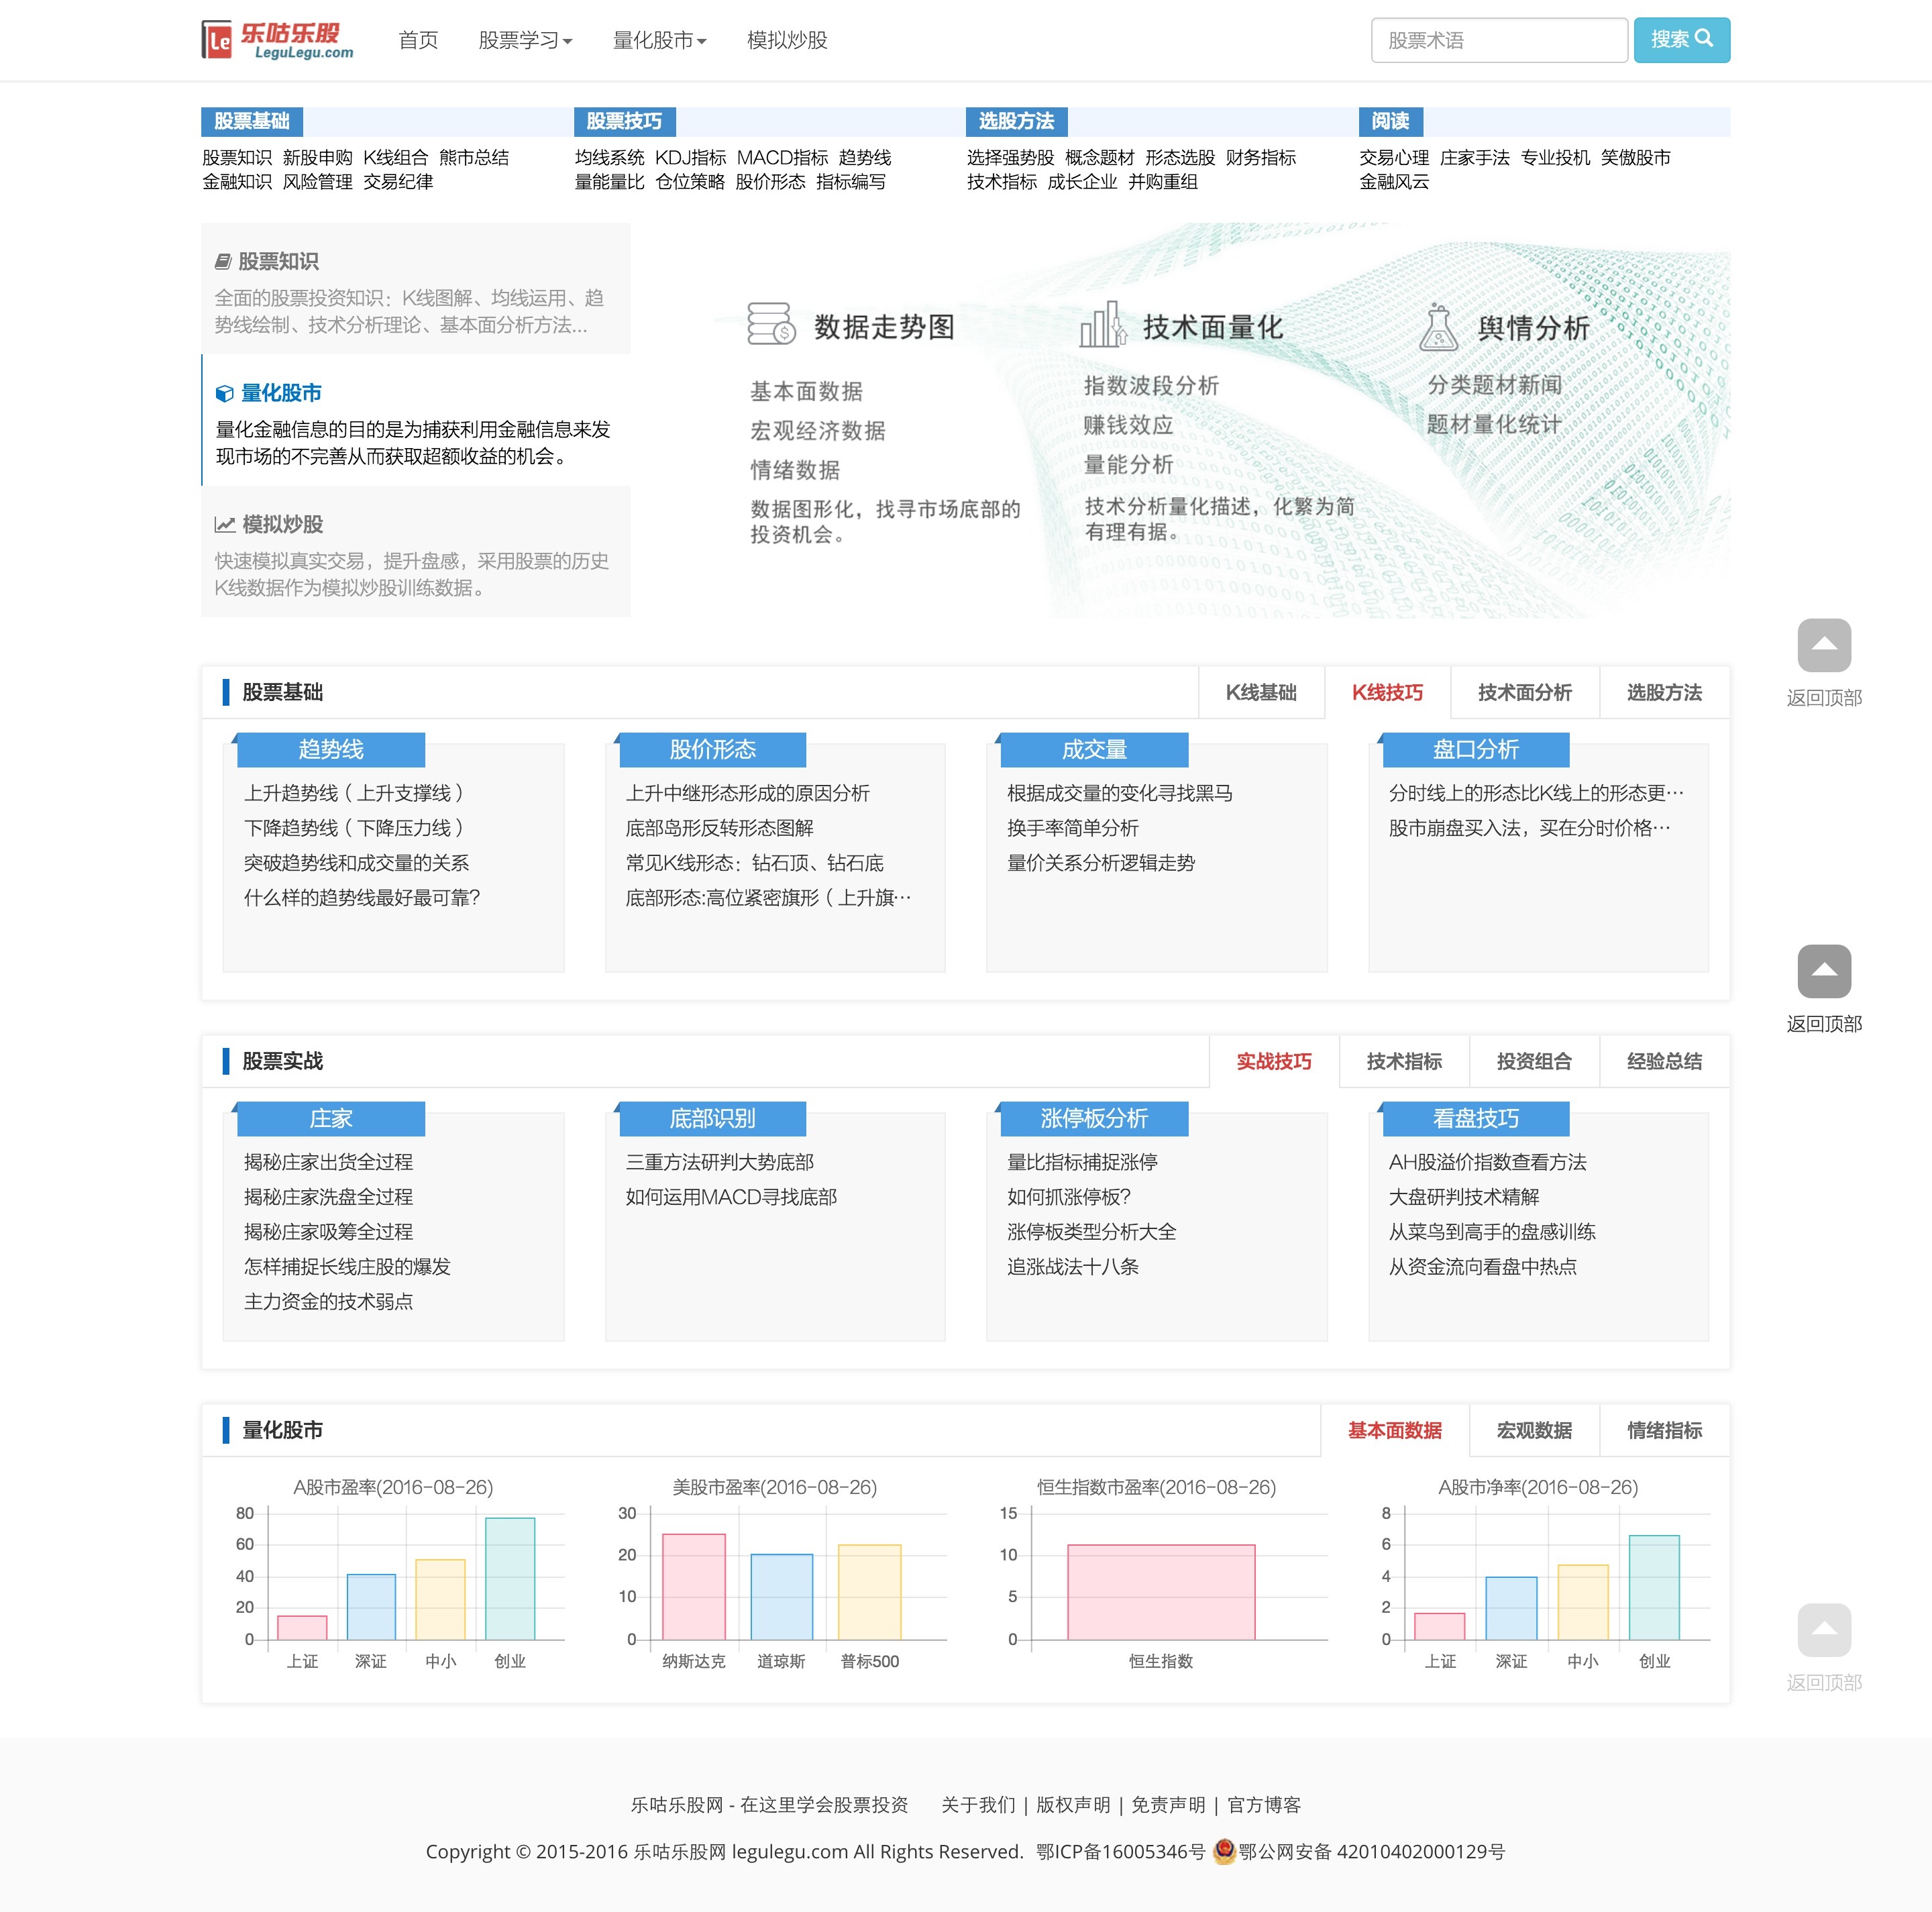 Le 乐咕乐股
LeguLegu.com
首页 股票学习 量化股市 模拟炒股
股票术语 搜索
股票基础
股票知识 新股申购 K线组合 熊市总结
金融知识 风险管理 交易纪律
股票技巧
均线系统 KDJ指标 MACD指标 趋势线
量能量比 仓位策略 股价形态 指标编写
选股方法
选择强势股 概念题材 形态选股 财务指标
技术指标 成长企业 并购重组
阅读
交易心理 庄家手法 专业投机 笑傲股市
金融风云
股票知识
全面的股票投资知识：K线图解、均线运用、趋
势线绘制、技术分析理论、基本面分析方法...
量化股市
量化金融信息的目的是为捕获利用金融信息来发
现市场的不完善从而获取超额收益的机会。
模拟炒股
快速模拟真实交易，提升盘感，采用股票的历史
K线数据作为模拟炒股训练数据。
数据走势图
基本面数据
宏观经济数据
情绪数据
数据图形化，找寻市场底部的
投资机会。
技术面量化
指数波段分析
赚钱效应
量能分析
技术分析量化描述，化繁为简
有理有据。
舆情分析
分类题材新闻
题材量化统计
返回顶部
股票基础 K线基础 K线技巧 技术面分析 选股方法
趋势线
上升趋势线（上升支撑线）
下降趋势线（下降压力线）
突破趋势线和成交量的关系
什么样的趋势线最好最可靠?
股价形态
上升中继形态形成的原因分析
底部岛形反转形态图解
常见K线形态：钻石顶、钻石底
底部形态:高位紧密旗形（上升旗…
成交量
根据成交量的变化寻找黑马
换手率简单分析
量价关系分析逻辑走势
盘口分析
分时线上的形态比K线上的形态更…
股市崩盘买入法，买在分时价格…
返回顶部
股票实战 实战技巧 技术指标 投资组合 经验总结
庄家
揭秘庄家出货全过程
揭秘庄家洗盘全过程
揭秘庄家吸筹全过程
怎样捕捉长线庄股的爆发
主力资金的技术弱点
底部识别
三重方法研判大势底部
如何运用MACD寻找底部
涨停板分析
量比指标捕捉涨停
如何抓涨停板?
涨停板类型分析大全
追涨战法十八条
看盘技巧
AH股溢价指数查看方法
大盘研判技术精解
从菜鸟到高手的盘感训练
从资金流向看盘中热点
量化股市 基本面数据 宏观数据 情绪指标
A股市盈率(2016-08-26)
80
60
40
20
0
上证 深证 中小 创业
美股市盈率(2016-08-26)
30
20
10
0
纳斯达克 道琼斯 普标500
恒生指数市盈率(2016-08-26)
15
10
5
0
恒生指数
A股市净率(2016-08-26)
8
6
4
2
0
上证 深证 中小 创业
返回顶部
乐咕乐股网 - 在这里学会股票投资 关于我们 | 版权声明 | 免责声明 | 官方博客
Copyright © 2015-2016 乐咕乐股网 legulegu.com All Rights Reserved. 鄂ICP备16005346号 鄂公网安备 42010402000129号